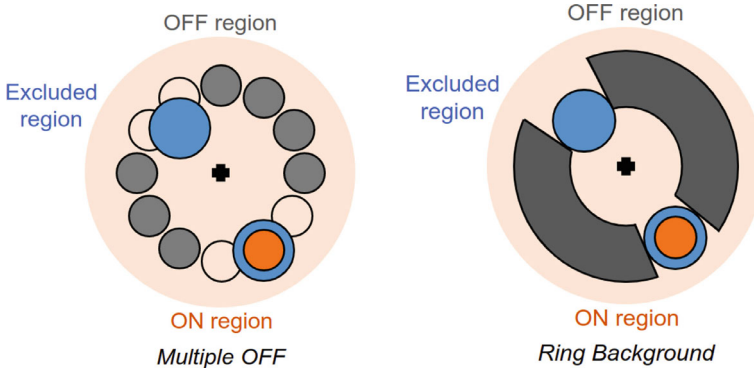 OFF region
Excluded
region
ON region
Multiple OFF
OFF region
Excluded
region
ON region
Ring Background